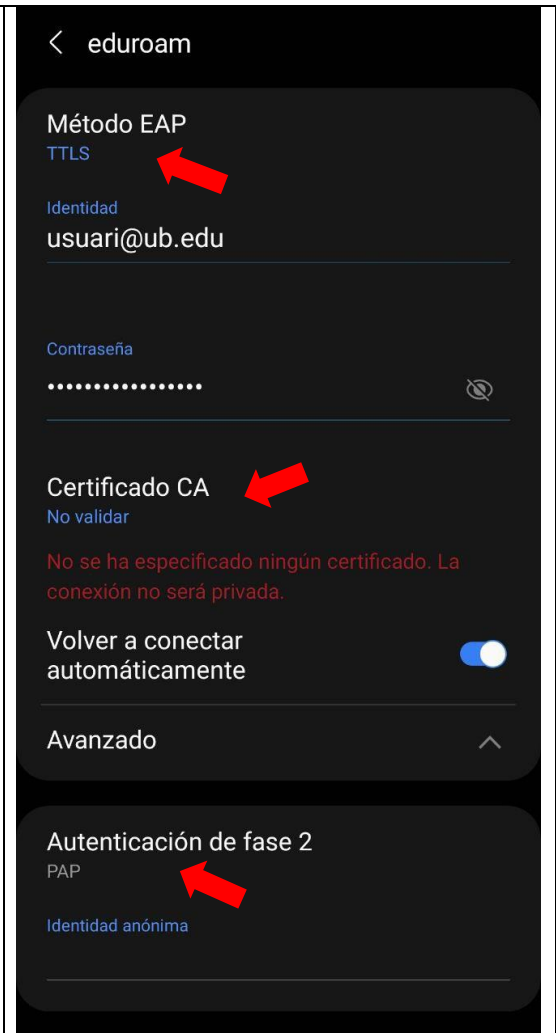 eduroam
Método EAP
TTLS
Identidad
usuari@ub.edu
Contraseña
•••••••••••••••••
Certificado CA
No validar
No se ha especificado ningún certificado. La
conexión no será privada.
Volver a conectar
automáticamente
Avanzado
Autenticación de fase 2
PAP
Identidad anónima